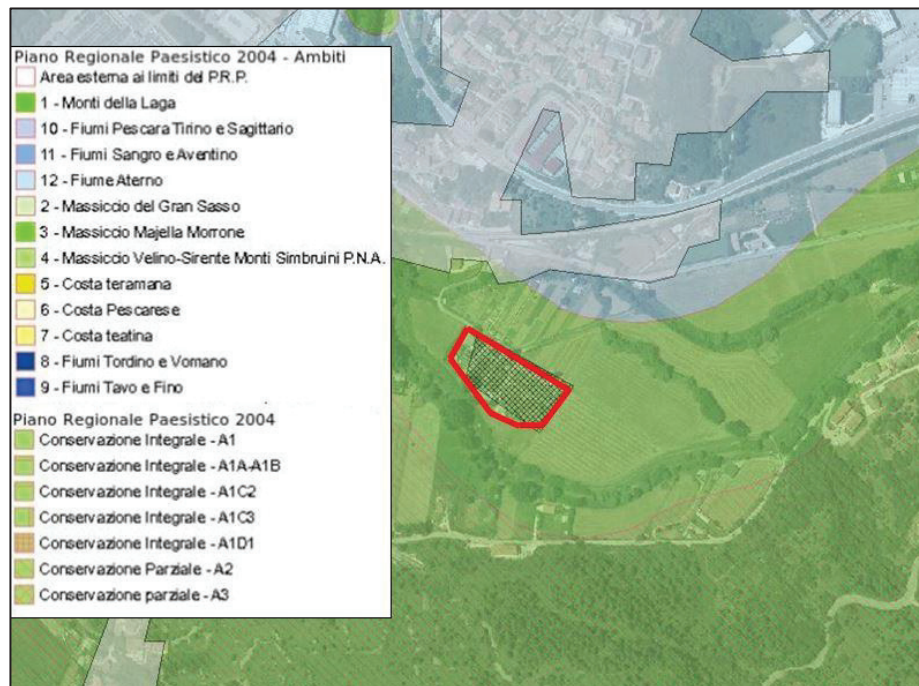 Piano Regionale Paesistico 2004 - Ambiti
Area esterna ai limiti del P.R.P.
1 - Monti della Laga
10 - Fiumi Pescara Tirino e Sagittario
11 - Fiumi Sangro e Aventino
12 - Fiume Aterno
2 - Massiccio del Gran Sasso
3 - Massiccio Majella Morrone
4 - Massiccio Velino-Sirente Monti Simbruini P.N.A.
5 - Costa teramana
6 - Costa Pescarese
7 - Costa teatina
8 - Fiumi Tordino e Vomano
9 - Fiumi Tavo e Fino
Piano Regionale Paesistico 2004
Conservazione Integrale - A1
Conservazione Integrale - A1A-A1B
Conservazione Integrale - A1C2
Conservazione Integrale - A1C3
Conservazione Integrale - A1D1
Conservazione Parziale - A2
Conservazione parziale - A3